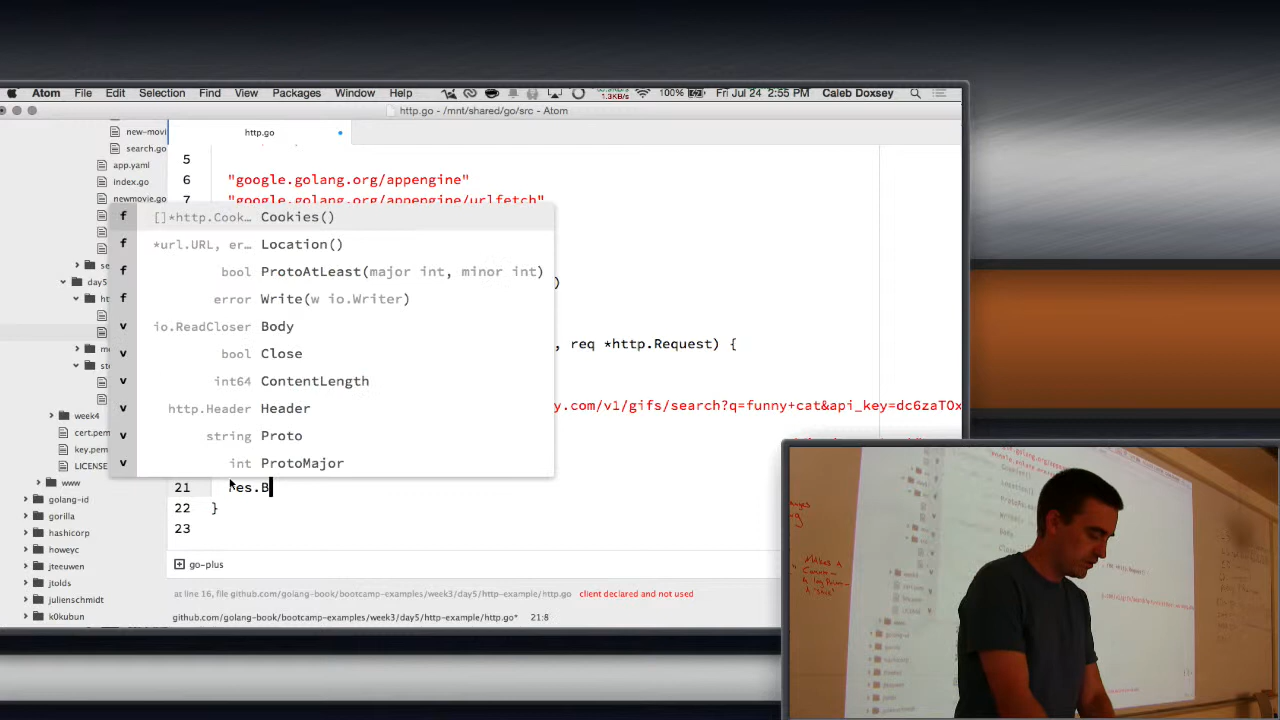 Atom File Edit Selection Find View Packages Window Help 1.3KB/s 100% Fri Jul 24 2:55 PM Caleb Doxsey
http.go - /mnt/shared/go/src - Atom
new-movi
search.go
app.yaml
index.go
newmovie.go
se
day5
ht
m
st
week4
cert.pem
key.pem
LICENSE
www
golang-id
gorilla
hashicorp
howeyc
jteeuwen
jtolds
julienschmidt
k0kubun
http.go
5
6 "google.golang.org/appengine"
7 "google.golang.org/appengine/urlfetch"
f []*http.Cook… Cookies()
f *url.URL, er… Location()
f bool ProtoAtLeast(major int, minor int)
f error Write(w io.Writer)
v io.ReadCloser Body
v bool Close
v int64 ContentLength
v http.Header Header
v string Proto
v int ProtoMajor
)
, req *http.Request) {
y.com/v1/gifs/search?q=funny+cat&api_key=dc6zaTOx
21 res.B
22 }
23
go-plus
at line 16, file github.com/golang-book/bootcamp-examples/week3/day5/http-example/http.go client declared and not used
github.com/golang-book/bootcamp-examples/week3/day5/http-example/http.go* 21:8
MAKes A